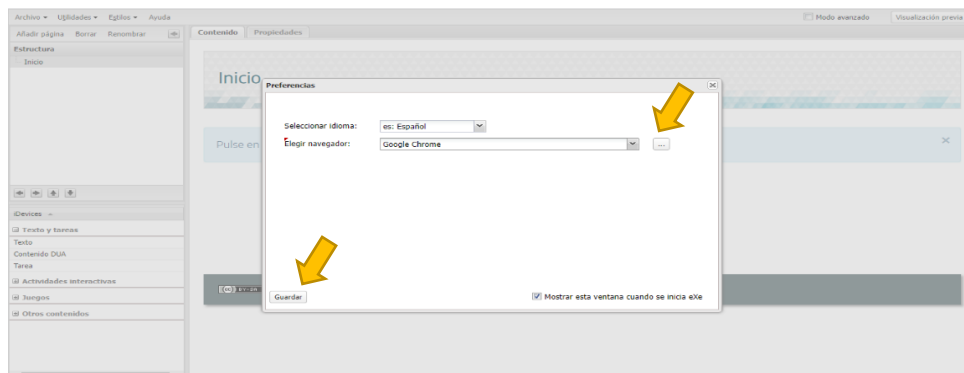 Archivo Utilidades Estilos Ayuda
Modo avanzado Visualización previa
Añadir página Borrar Renombrar
Contenido Propiedades
Estructura
Inicio
Inicio
Preferencias
Seleccionar idioma: es: Español
Elegir navegador: Google Chrome ...
Pulse en
iDevices
Texto y tareas
Texto
Contenido DUA
Tarea
Actividades interactivas
Juegos
Otros contenidos
Guardar
Mostrar esta ventana cuando se inicia eXe